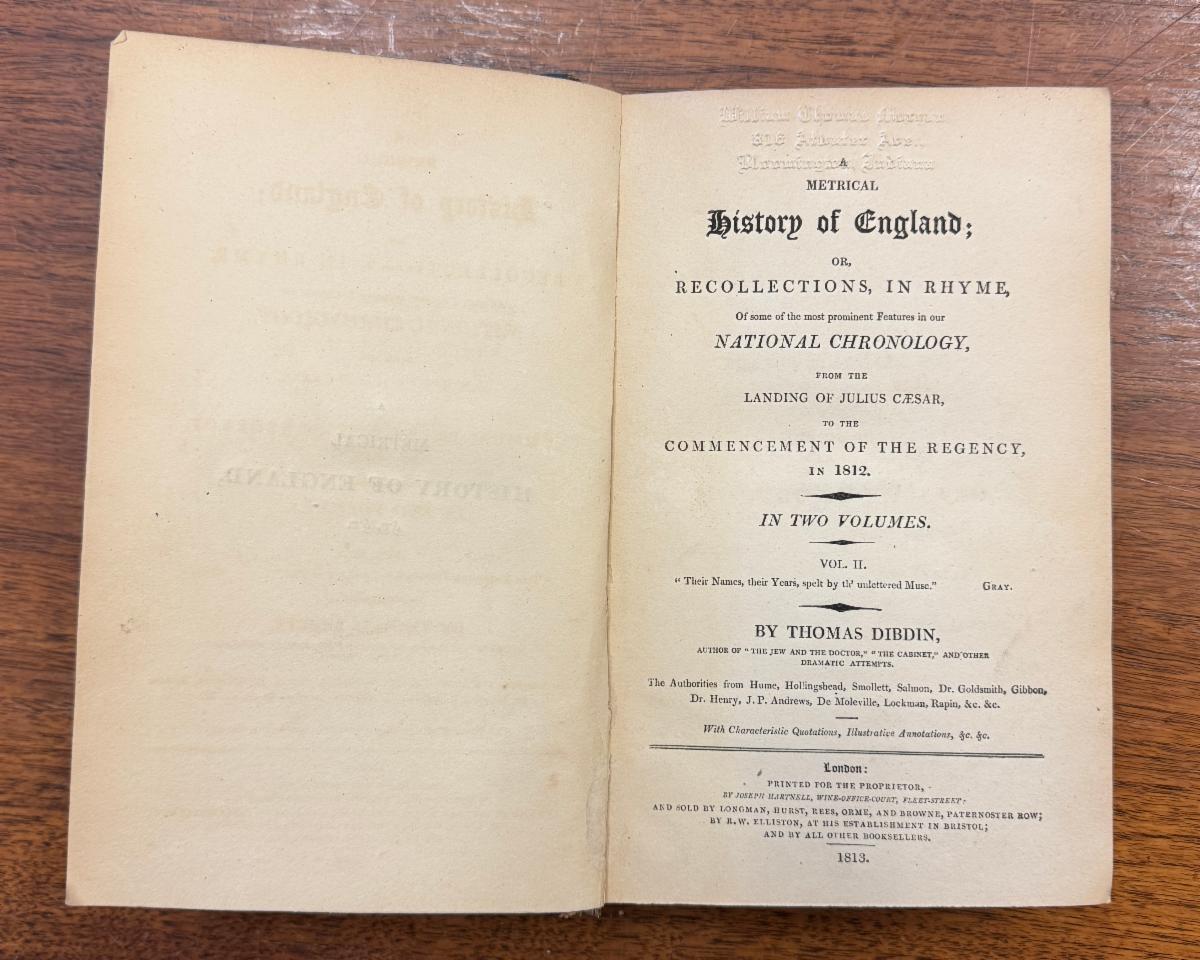 816 Atwater Ave.
Bloomington, Indiana
A
METRICAL
History of England;
OR,
RECOLLECTIONS, IN RHYME,
Of some of the most prominent Features in our
NATIONAL CHRONOLOGY,
FROM THE
LANDING OF JULIUS CÆSAR,
TO THE
COMMENCEMENT OF THE REGENCY,
IN 1812.
IN TWO VOLUMES.
VOL. II.
“Their Names, their Years, spelt by th' unlettered Muse.” GRAY.
BY THOMAS DIBDIN,
AUTHOR OF “THE JEW AND THE DOCTOR,” “THE CABINET,” AND OTHER
DRAMATIC ATTEMPTS.
The Authorities from Hume, Hollingshead, Smollett, Salmon, Dr. Goldsmith, Gibbon,
Dr. Henry, J. P. Andrews, De Moleville, Lockman, Rapin, &c. &c.
With Characteristic Quotations, Illustrative Annotations, &c. &c.
London:
PRINTED FOR THE PROPRIETOR,
BY JOSEPH HARTNELL, WINE-OFFICE-COURT, FLEET-STREET:
AND SOLD BY LONGMAN, HURST, REES, ORME, AND BROWNE, PATERNOSTER ROW;
BY R. W. ELLISTON, AT HIS ESTABLISHMENT IN BRISTOL;
AND BY ALL OTHER BOOKSELLERS.
1813.